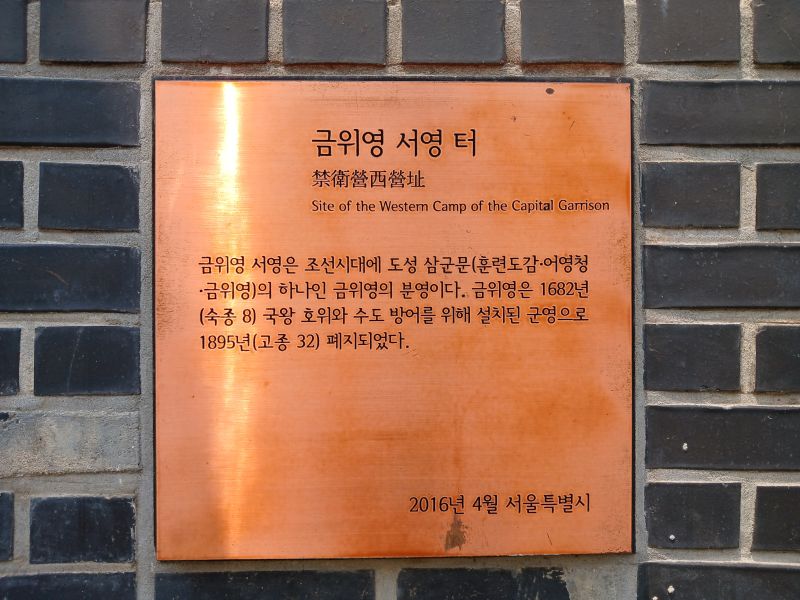 금위영 서영 터
禁衛營西營址
Site of the Western Camp of the Capital Garrison
금위영 서영은 조선시대에 도성 삼군문(훈련도감·어영청
·금위영)의 하나인 금위영의 분영이다. 금위영은 1682년
(숙종 8) 국왕 호위와 수도 방어를 위해 설치된 군영으로
1895년(고종 32) 폐지되었다.
2016년 4월 서울특별시